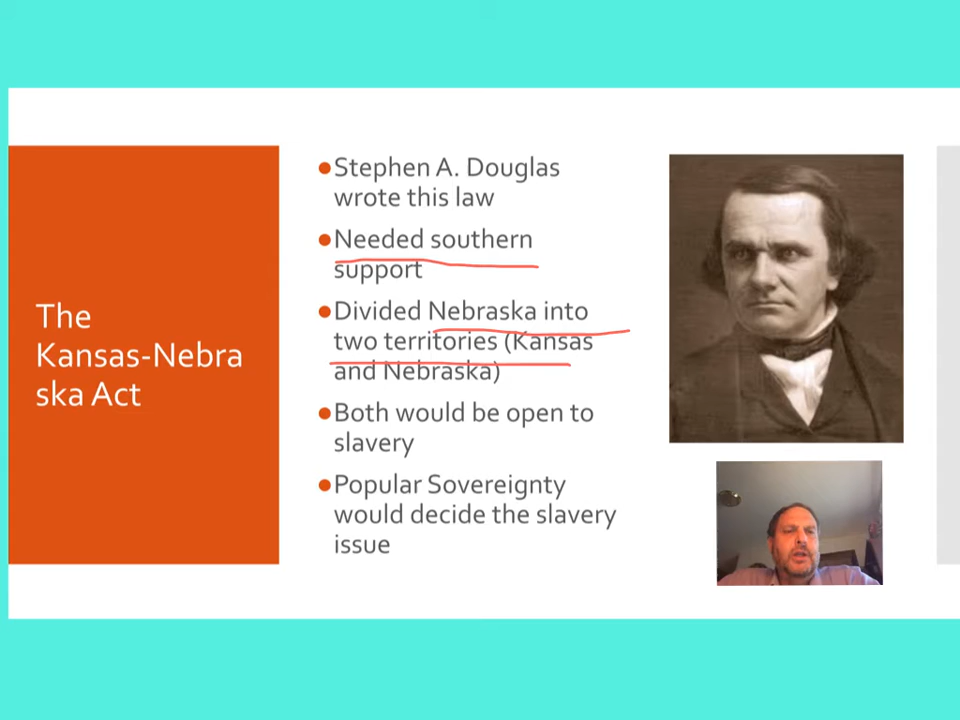 The
Kansas-Nebra
ska Act
●Stephen A. Douglas
wrote this law
●Needed southern
support
●Divided Nebraska into
two territories (Kansas
and Nebraska)
●Both would be open to
slavery
●Popular Sovereignty
would decide the slavery
issue